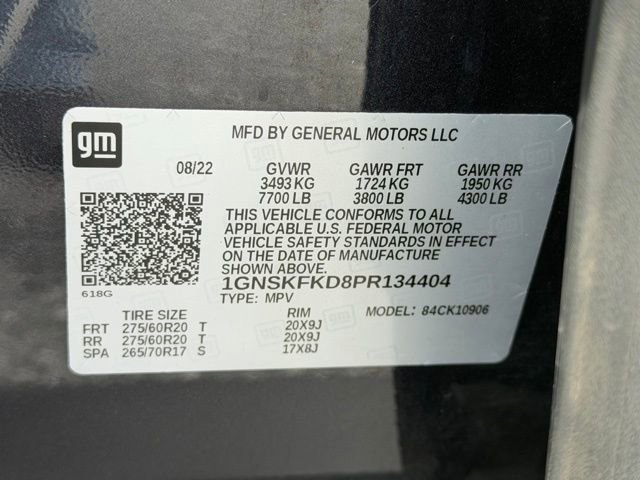 gm
MFD BY GENERAL MOTORS LLC
08/22 GVWR GAWR FRT GAWR RR
3493 KG 1724 KG 1950 KG
7700 LB 3800 LB 4300 LB
THIS VEHICLE CONFORMS TO ALL
APPLICABLE U.S. FEDERAL MOTOR
VEHICLE SAFETY STANDARDS IN EFFECT
ON THE DATE OF MANUFACTURE
SHOWN ABOVE.
618G
1GNSKFKD8PR134404
TYPE: MPV MODEL: 84CK10906
TIRE SIZE RIM
FRT 275/60R20 T 20X9J
RR 275/60R20 T 20X9J
SPA 265/70R17 S 17X8J